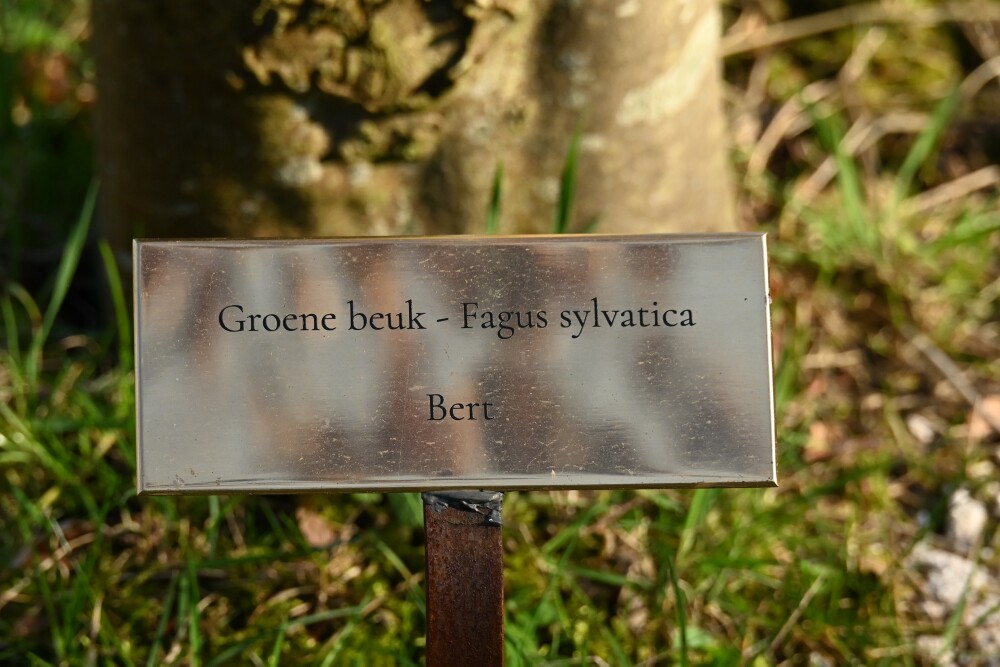 Groene beuk - Fagus sylvatica
Bert